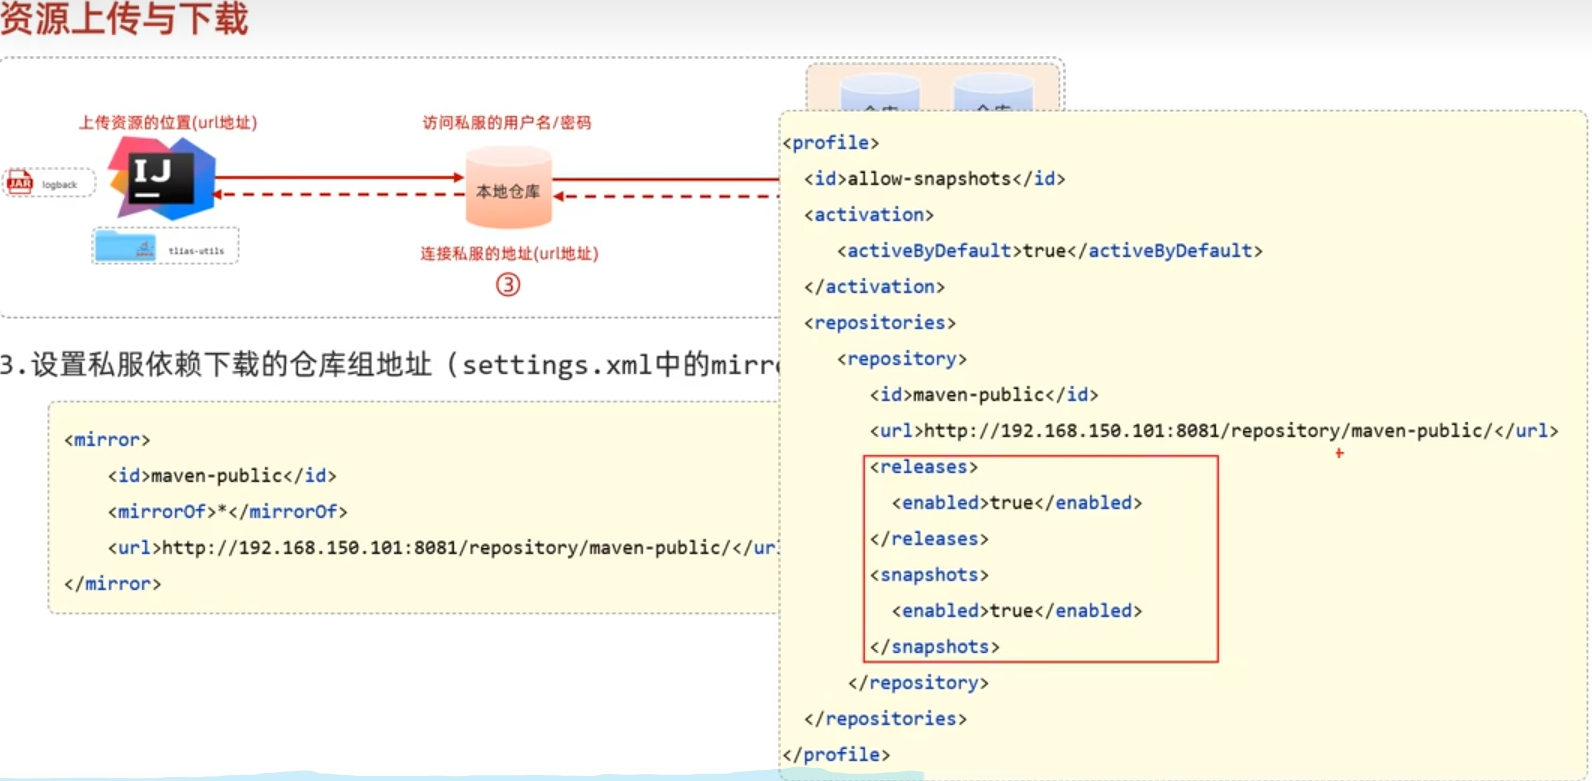 资源上传与下载
上传资源的位置(url地址)
访问私服的用户名/密码
JAR
logback
IJ
本地仓库
tlias-utils
连接私服的地址(url地址)
③
3.设置私服依赖下载的仓库组地址（settings.xml中的mirr
<mirror>
<id>maven-public</id>
<mirrorOf>*</mirrorOf>
<url>http://192.168.150.101:8081/repository/maven-public/</ur
</mirror>
<profile>
<id>allow-snapshots</id>
<activation>
<activeByDefault>true</activeByDefault>
</activation>
<repositories>
<repository>
<id>maven-public</id>
<url>http://192.168.150.101:8081/repository/maven-public/</url>
<releases>
<enabled>true</enabled>
</releases>
<snapshots>
<enabled>true</enabled>
</snapshots>
</repository>
</repositories>
</profile>